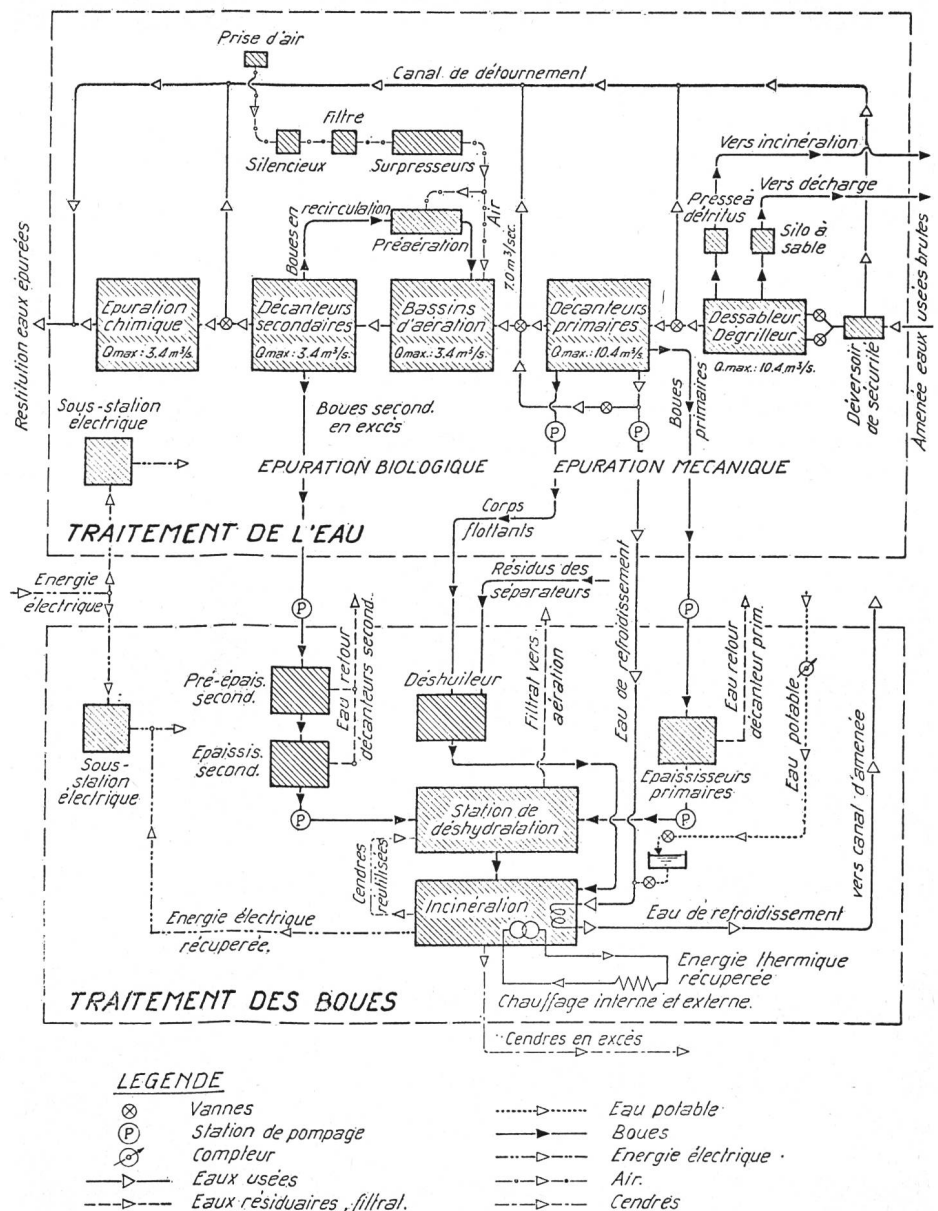 Prise d'air
Canal de détournement
Filtre
Silencieux
Surpresseurs
Vers incinération
Vers décharge
Presse à
détritus
Silo à
sable
Boues en
recirculation
Préaération
Air
7.0 m³/sec.
Restitution eaux épurées
Epuration
chimique
Qmax: 3.4 m³/s.
Décanteurs
secondaires
Qmax: 3.4 m³/s.
Bassins
d'aération
Qmax.: 3.4 m³/s.
Décanteurs
primaires
Qmax.: 10.4 m³/s
Dessableur
Dégrilleur
Qmax.: 10.4 m³/s.
Déversoir
de sécurité
Amenée eaux usées brutes
Sous-station
électrique
Boues second.
en excès
Boues
primaires
EPURATION BIOLOGIQUE
EPURATION MECANIQUE
Corps
flottants
TRAITEMENT DE L'EAU
Energie
électrique
Résidus des
séparateurs
Eau de refroidissement
Pré-épais.
second.
Epaissis.
second.
Eau retour
décanteurs second.
Déshuileur
Filtrat vers
aération
Eau retour
décanteur prim.
Eau potable
vers canal d'amenée
Sous-
station
électrique
Epaississeurs
primaires
Station de
déshydratation
Cendres
réutilisées
Incinération
Eau de refroidissement
Energie électrique
récuperée.
Energie thermique
récuperée
Chauffage interne et externe.
TRAITEMENT DES BOUES
Cendres en excès
LEGENDE
Vannes
P Station de pompage
Compteur
Eaux usées
Eaux résiduaires, filtrat.
Eau potable
Boues
Energie électrique.
Air.
Cendrés